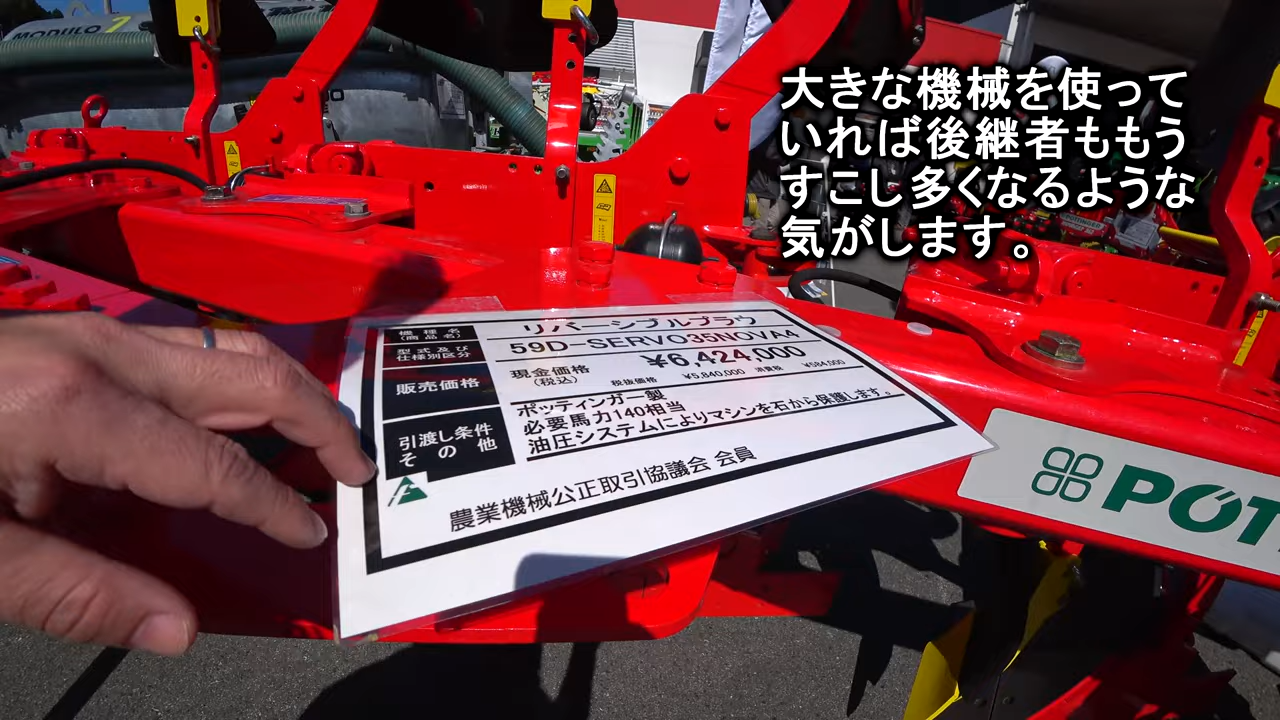 MODULO 2
大きな機械を使って
いれば後継者ももう
すこし多くなるような
気がします。
機種名
(商品名)
リバーシブルプラウ
型式及び
仕様別区分
59D-SERVO35NOVA4
販売価格
現金価格
(税込)
¥6,424,000
税抜価格 ¥5,840,000 消費税 ¥584,000
引渡し条件
その他
ポッティンガー製
必要馬力140相当
油圧システムによりマシンを石から保護します。
農業機械公正取引協議会 会員
PÖT